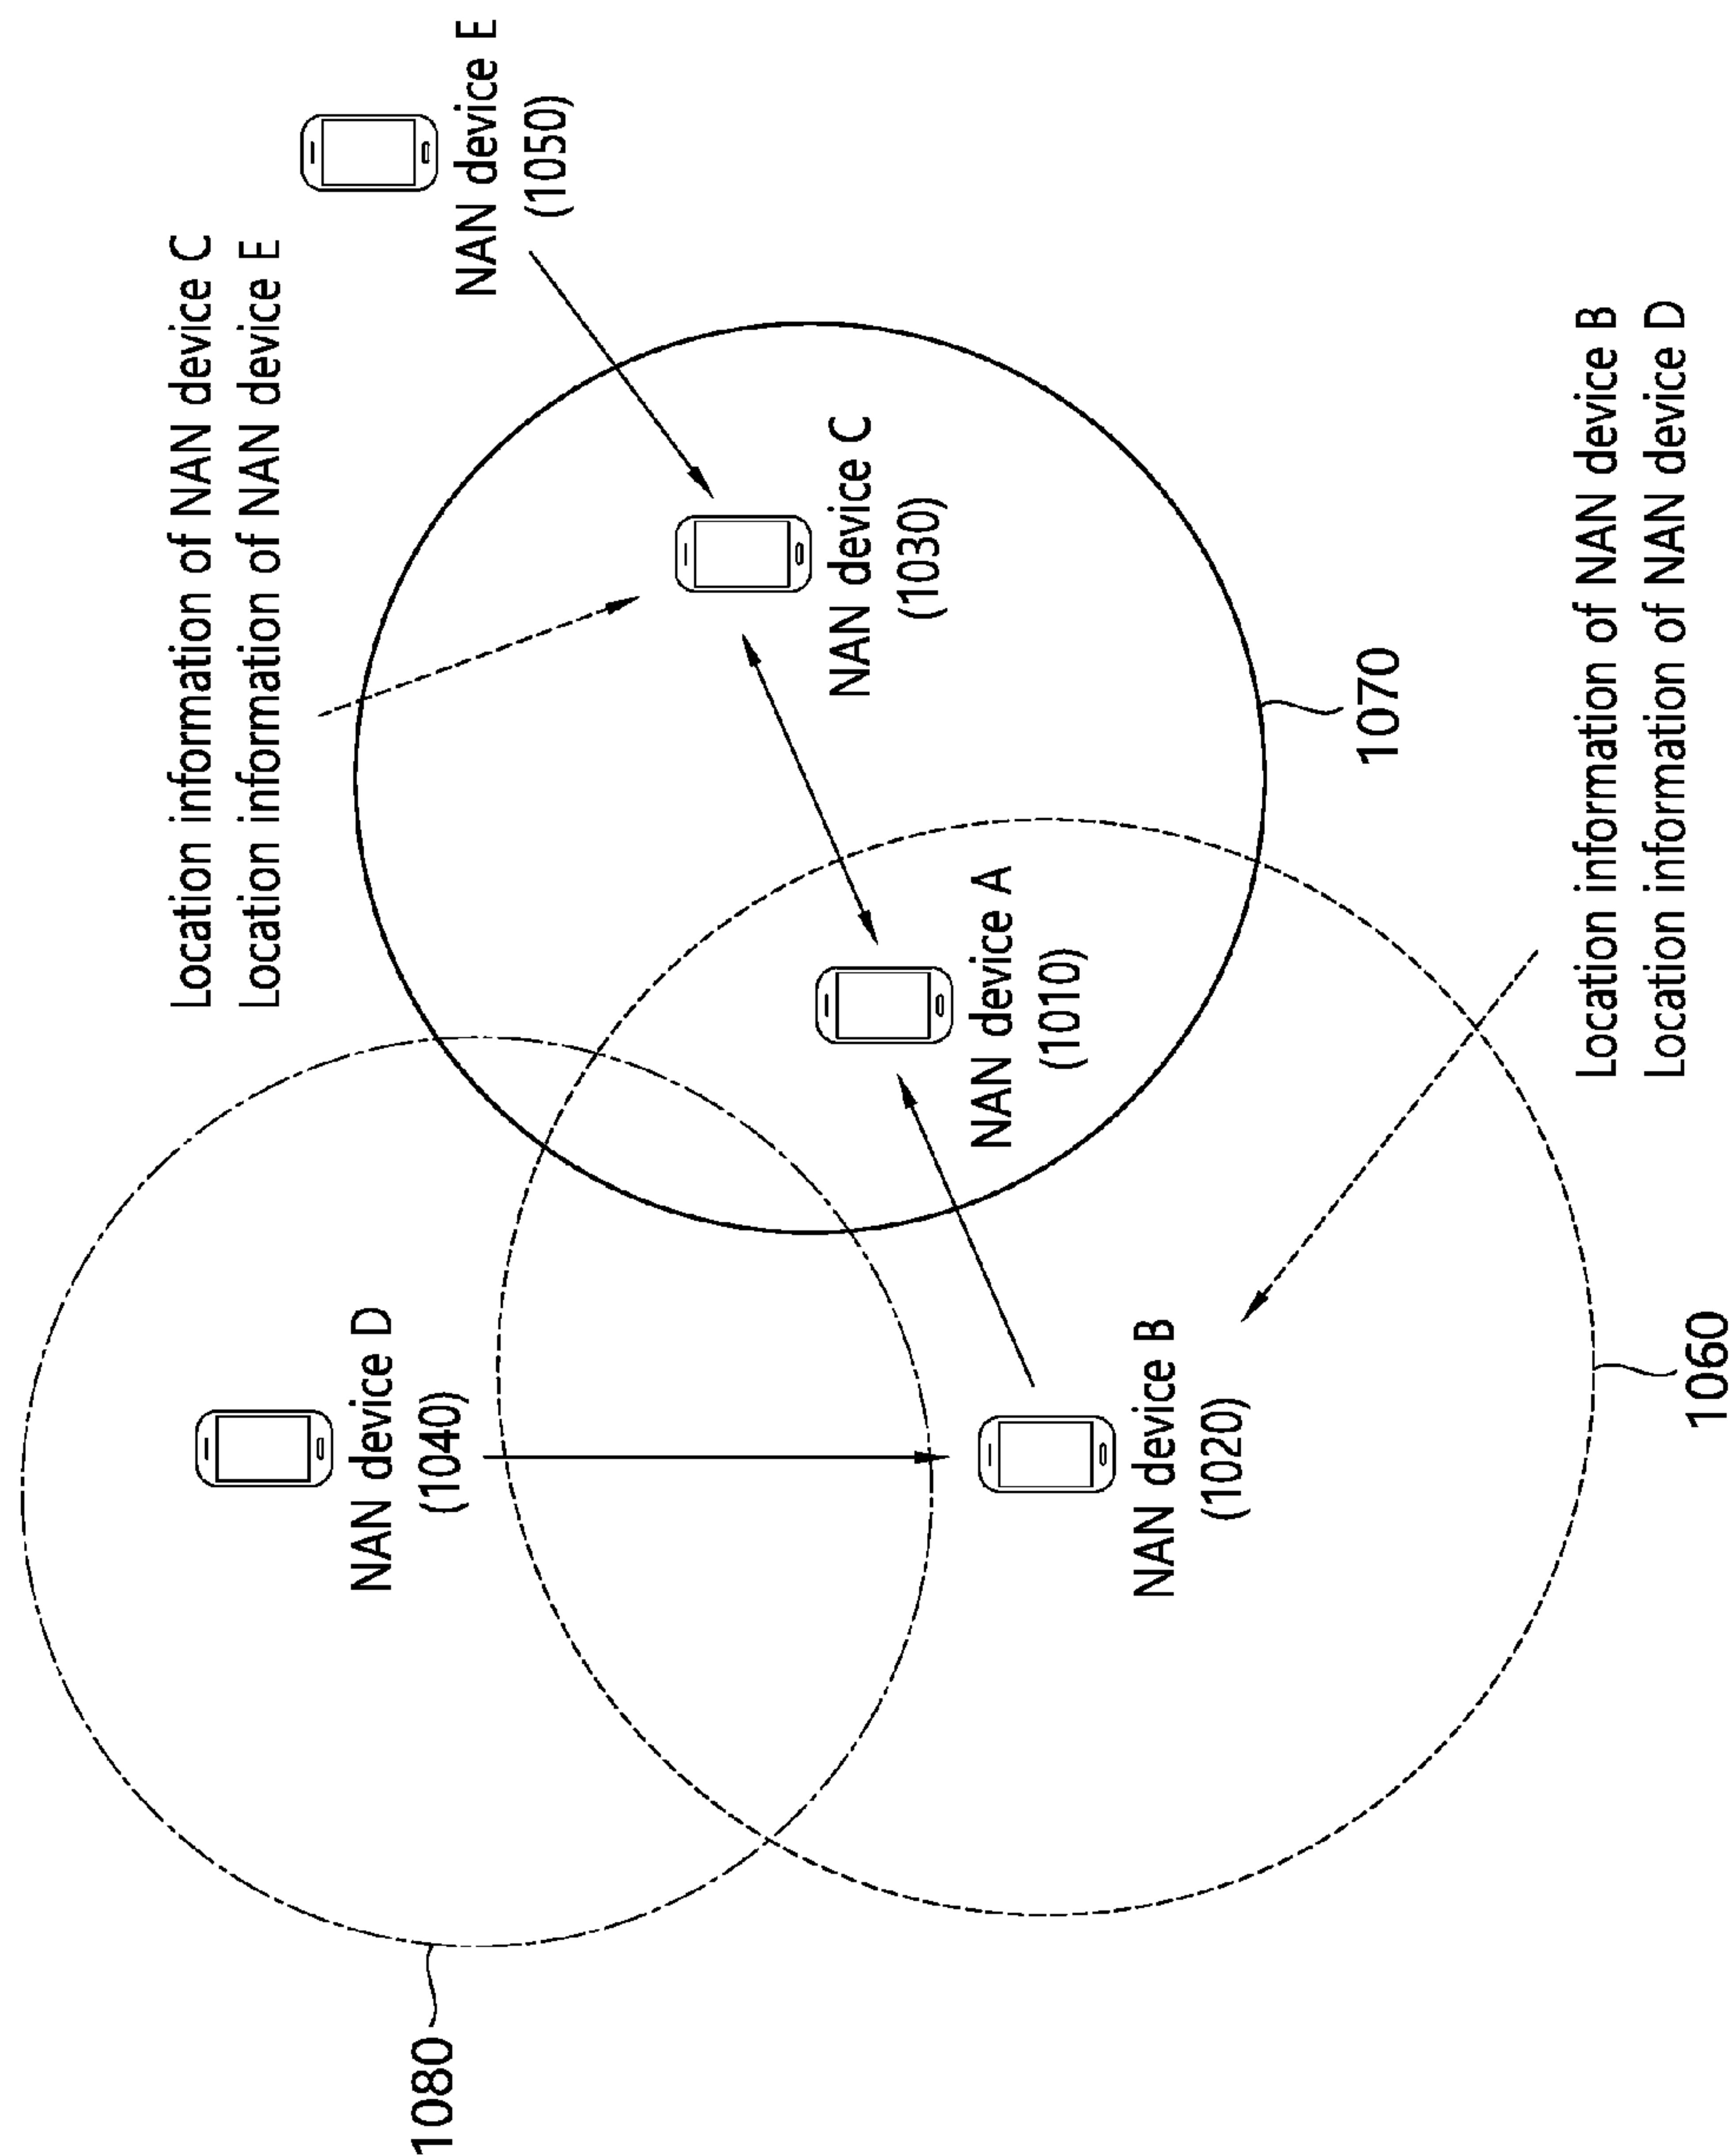 Location information of NAN device C
Location information of NAN device E
1080
NAN device D
(1040)
NAN device E
(1050)
NAN device C
(1030)
NAN device A
(1010)
NAN device B
(1020)
1070
Location information of NAN device B
Location information of NAN device D
1060